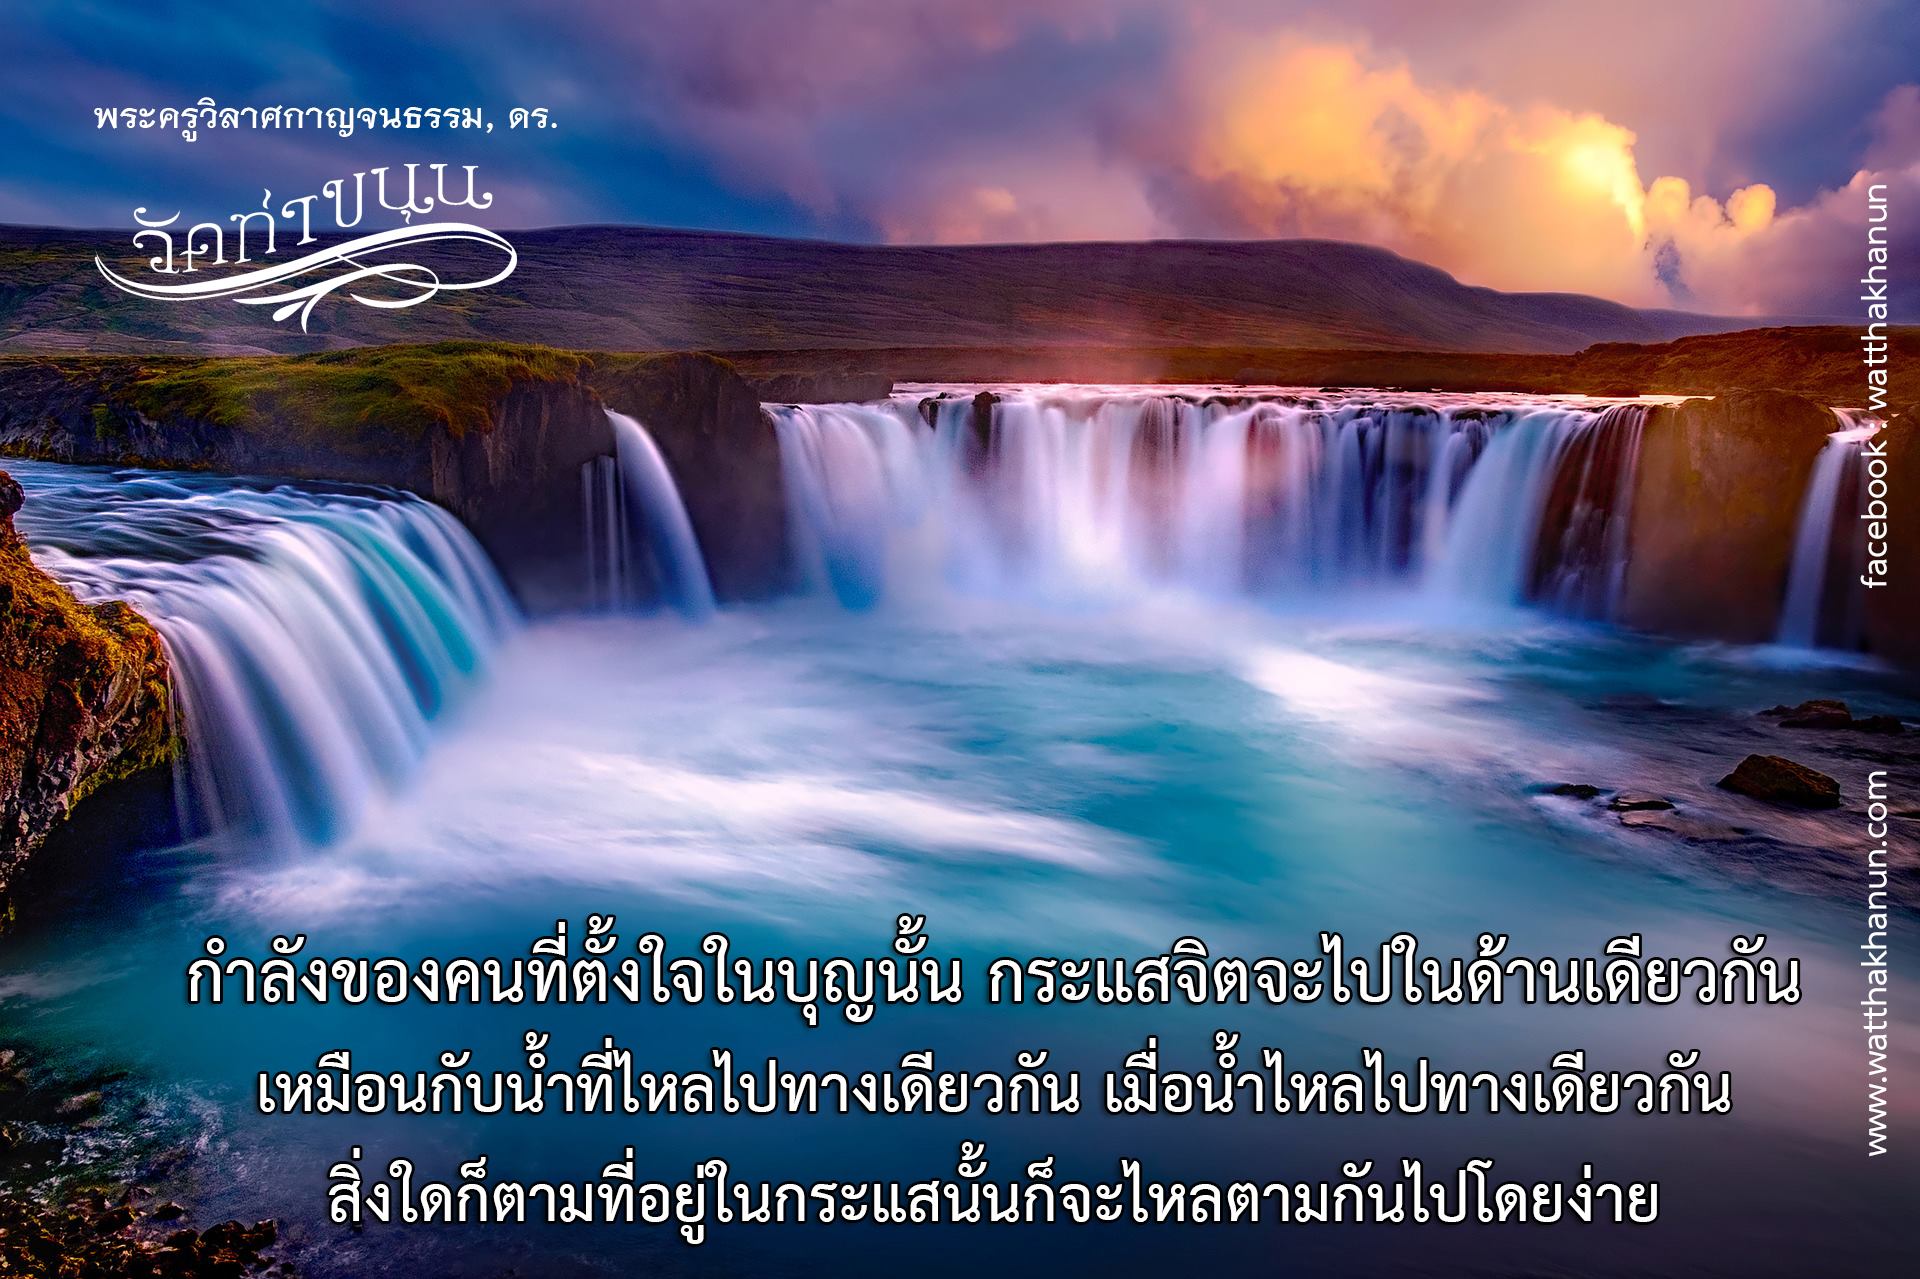 พระครูวิลาศกาญจนธรรม, ดร.
วัดท่าขนุน
facebook : watthakhanun
www.watthakhanun.com
กำลังของคนที่ตั้งใจในบุญนั้น กระแสจิตจะไปในด้านเดียวกัน
เหมือนกับน้ำที่ไหลไปทางเดียวกัน เมื่อน้ำไหลไปทางเดียวกัน
สิ่งใดก็ตามที่อยู่ในกระแสนั้นก็จะไหลตามกันไปโดยง่าย